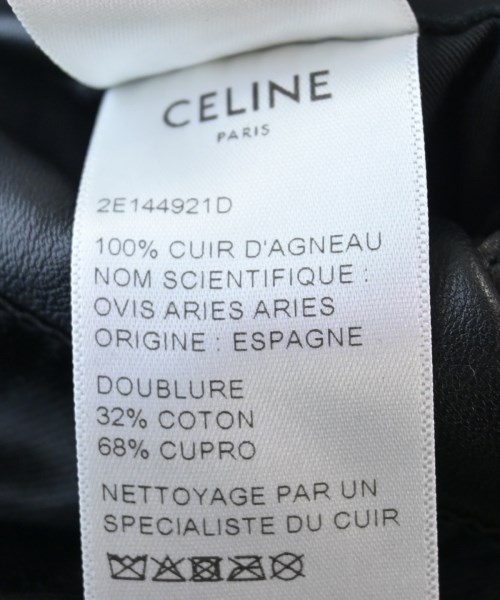 CELINE
PARIS
2E144921D
100% CUIR D'AGNEAU
NOM SCIENTIFIQUE :
OVIS ARIES ARIES
ORIGINE : ESPAGNE
DOUBLURE
32% COTON
68% CUPRO
NETTOYAGE PAR UN
SPECIALISTE DU CUIR